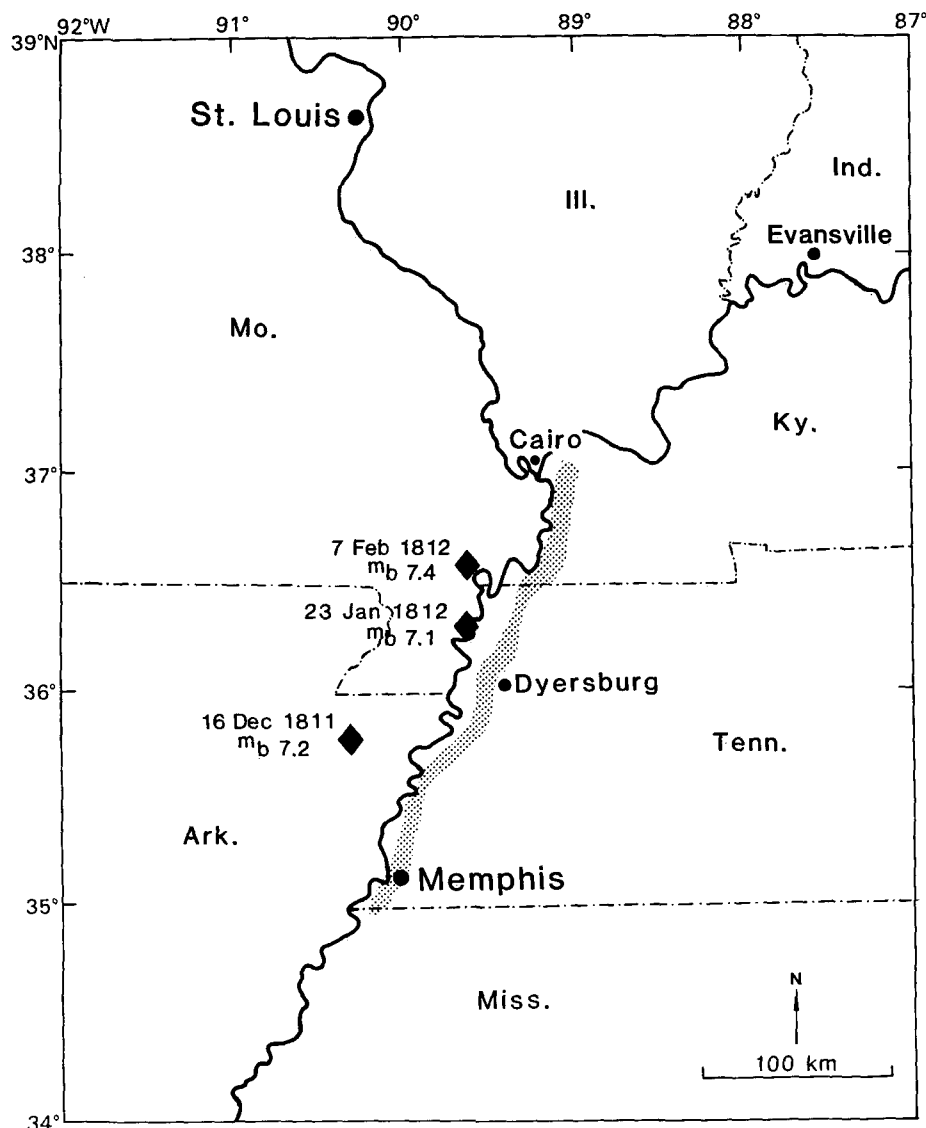 92°W
91°
90°
89°
88°
87°
39°N
St. Louis
Ill.
Ind.
Evansville
38°
Mo.
Ky.
Cairo
37°
7 Feb 1812
mb 7.4
23 Jan 1812
mb 7.1
36°
Dyersburg
16 Dec 1811
mb 7.2
Tenn.
Ark.
Memphis
35°
Miss.
N
100 km
34°